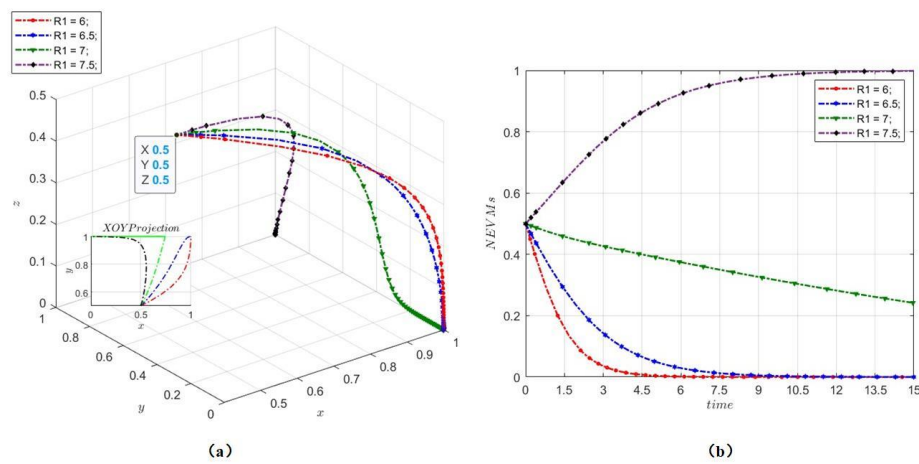 R1 = 6;
R1 = 6.5;
R1 = 7;
R1 = 7.5;
0.5
0.4
0.3
0.2
0.1
0
z
X 0.5
Y 0.5
Z 0.5
XOYProjection
1
0.8
0.6
y
0 0.5 1
x
1
0.8
0.6
0.4
0.2
0
y
0.5
0.6
0.7
0.8
0.9
1
x
(a)
R1 = 6;
R1 = 6.5;
R1 = 7;
R1 = 7.5;
1
0.8
0.6
0.4
0.2
0
NEVMs
0 1.5 3 4.5 6 7.5 9 10.5 12 13.5 15
time
(b)